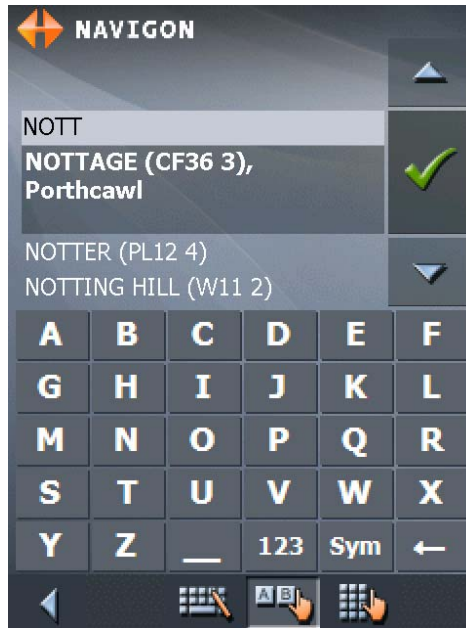 NAVIGON
NOTT
NOTTAGE (CF36 3),
Porthcawl
NOTTER (PL12 4)
NOTTING HILL (W11 2)
A B C D E F
G H I J K L
M N O P Q R
S T U V W X
Y Z _ 123 Sym ←
A B